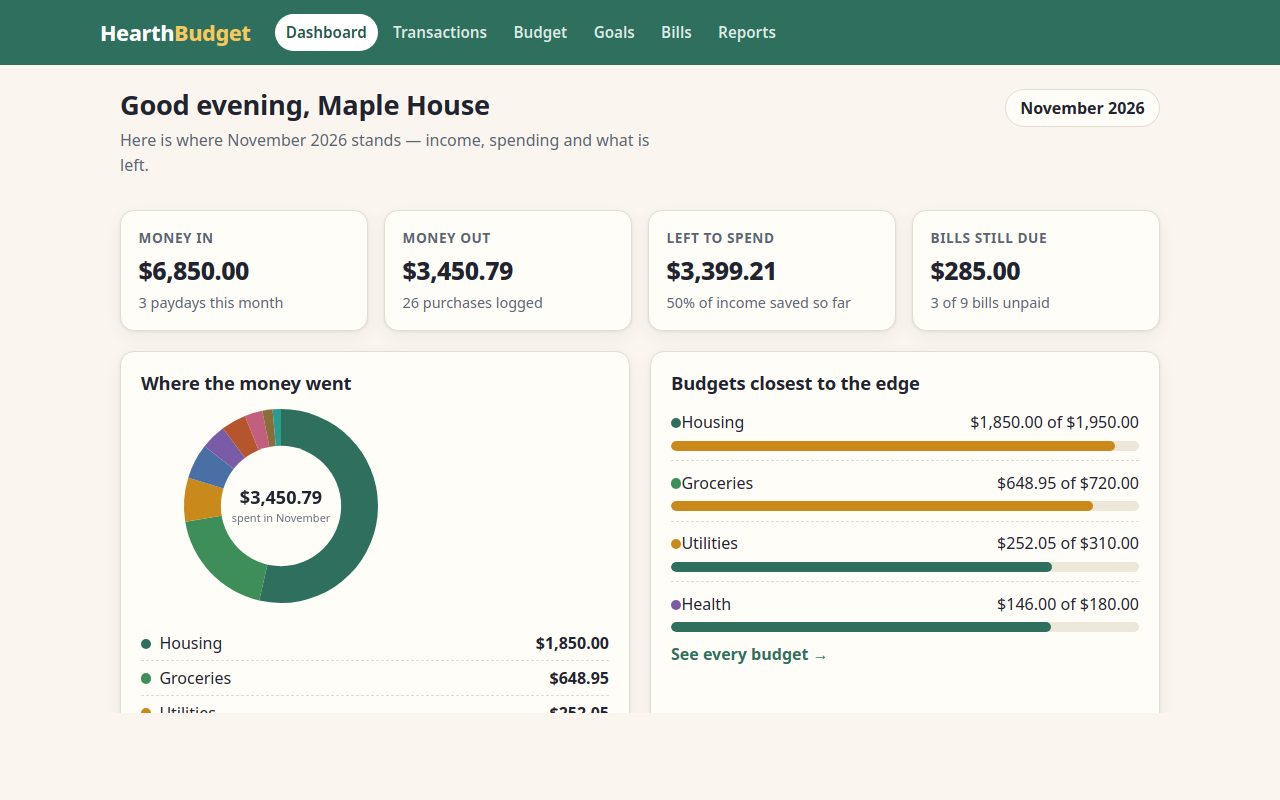 HearthBudget
Dashboard
Transactions
Budget
Goals
Bills
Reports
Good evening, Maple House
November 2026
Here is where November 2026 stands — income, spending and what is
left.
MONEY IN
$6,850.00
3 paydays this month
MONEY OUT
$3,450.79
26 purchases logged
LEFT TO SPEND
$3,399.21
50% of income saved so far
BILLS STILL DUE
$285.00
3 of 9 bills unpaid
Where the money went
$3,450.79
spent in November
Housing $1,850.00
Groceries $648.95
Utilities $252.05
Budgets closest to the edge
Housing $1,850.00 of $1,950.00
Groceries $648.95 of $720.00
Utilities $252.05 of $310.00
Health $146.00 of $180.00
See every budget →